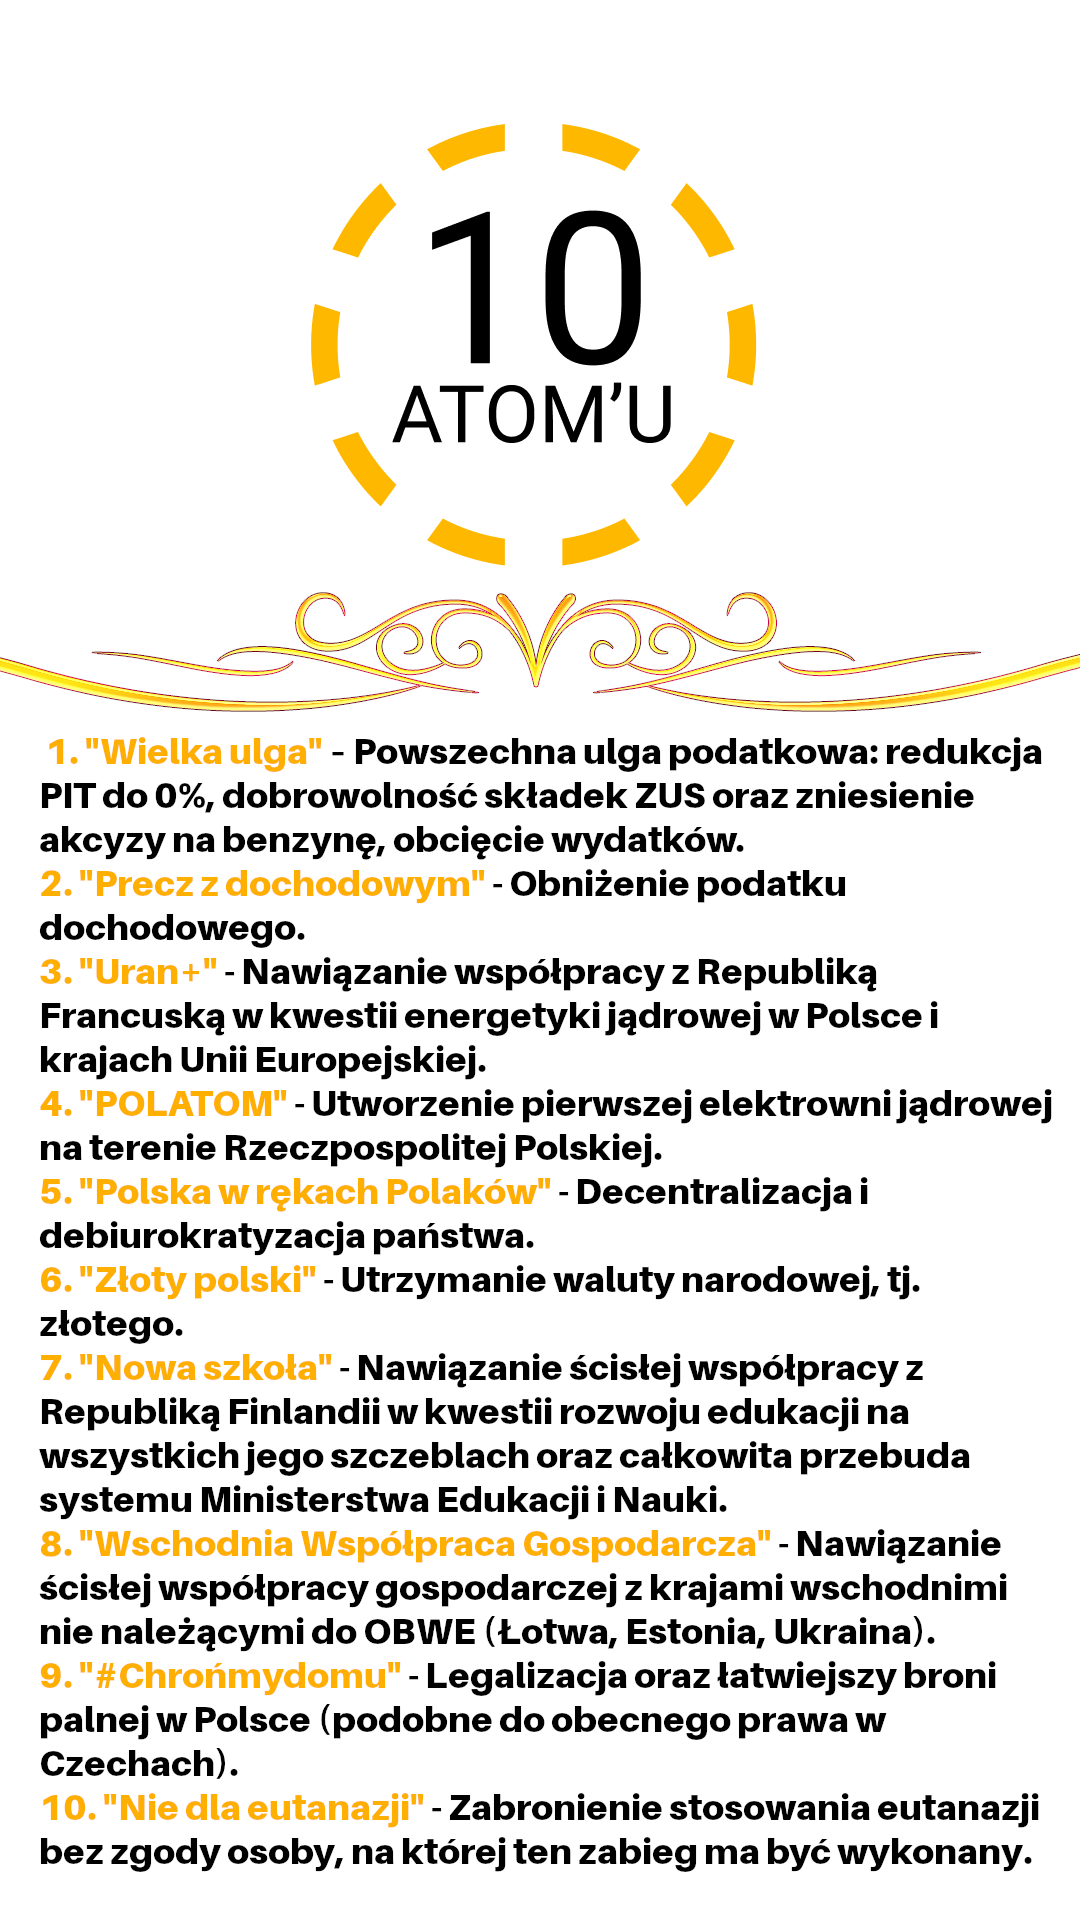 10
ATOM’U
1. "Wielka ulga" - Powszechna ulga podatkowa: redukcja
PIT do 0%, dobrowolność składek ZUS oraz zniesienie
akcyzy na benzynę, obcięcie wydatków.
2. "Precz z dochodowym" - Obniżenie podatku
dochodowego.
3. "Uran+" - Nawiązanie współpracy z Republiką
Francuską w kwestii energetyki jądrowej w Polsce i
krajach Unii Europejskiej.
4. "POLATOM" - Utworzenie pierwszej elektrowni jądrowej
na terenie Rzeczpospolitej Polskiej.
5. "Polska w rękach Polaków" - Decentralizacja i
debiurokratyzacja państwa.
6. "Złoty polski" - Utrzymanie waluty narodowej, tj.
złotego.
7. "Nowa szkoła" - Nawiązanie ścisłej współpracy z
Republiką Finlandii w kwestii rozwoju edukacji na
wszystkich jego szczeblach oraz całkowita przebuda
systemu Ministerstwa Edukacji i Nauki.
8. "Wschodnia Współpraca Gospodarcza" - Nawiązanie
ścisłej współpracy gospodarczej z krajami wschodnimi
nie należącymi do OBWE (Łotwa, Estonia, Ukraina).
9. "#Chrońmydomu" - Legalizacja oraz łatwiejszy broni
palnej w Polsce (podobne do obecnego prawa w
Czechach).
10. "Nie dla eutanazji" - Zabronienie stosowania eutanazji
bez zgody osoby, na której ten zabieg ma być wykonany.